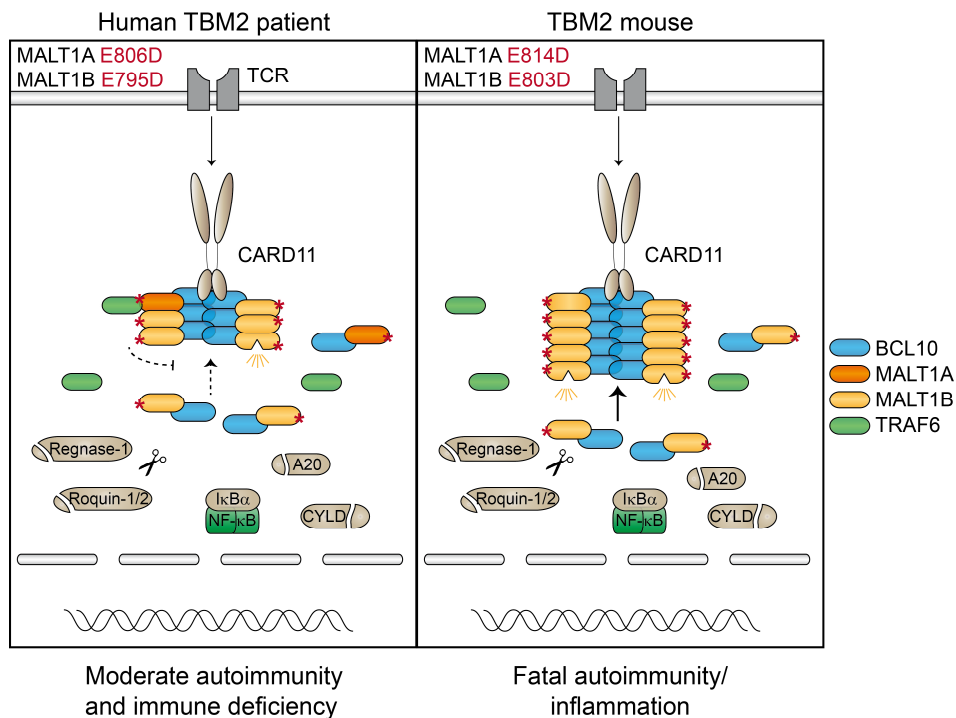 Human TBM2 patient
MALT1A E806D
MALT1B E795D
TCR
CARD11
Regnase-1
Roquin-1/2
A20
IκBα
NF-κB
CYLD
Moderate autoimmunity
and immune deficiency
TBM2 mouse
MALT1A E814D
MALT1B E803D
CARD11
Regnase-1
Roquin-1/2
A20
IκBα
NF-κB
CYLD
Fatal autoimmunity/
inflammation
BCL10
MALT1A
MALT1B
TRAF6